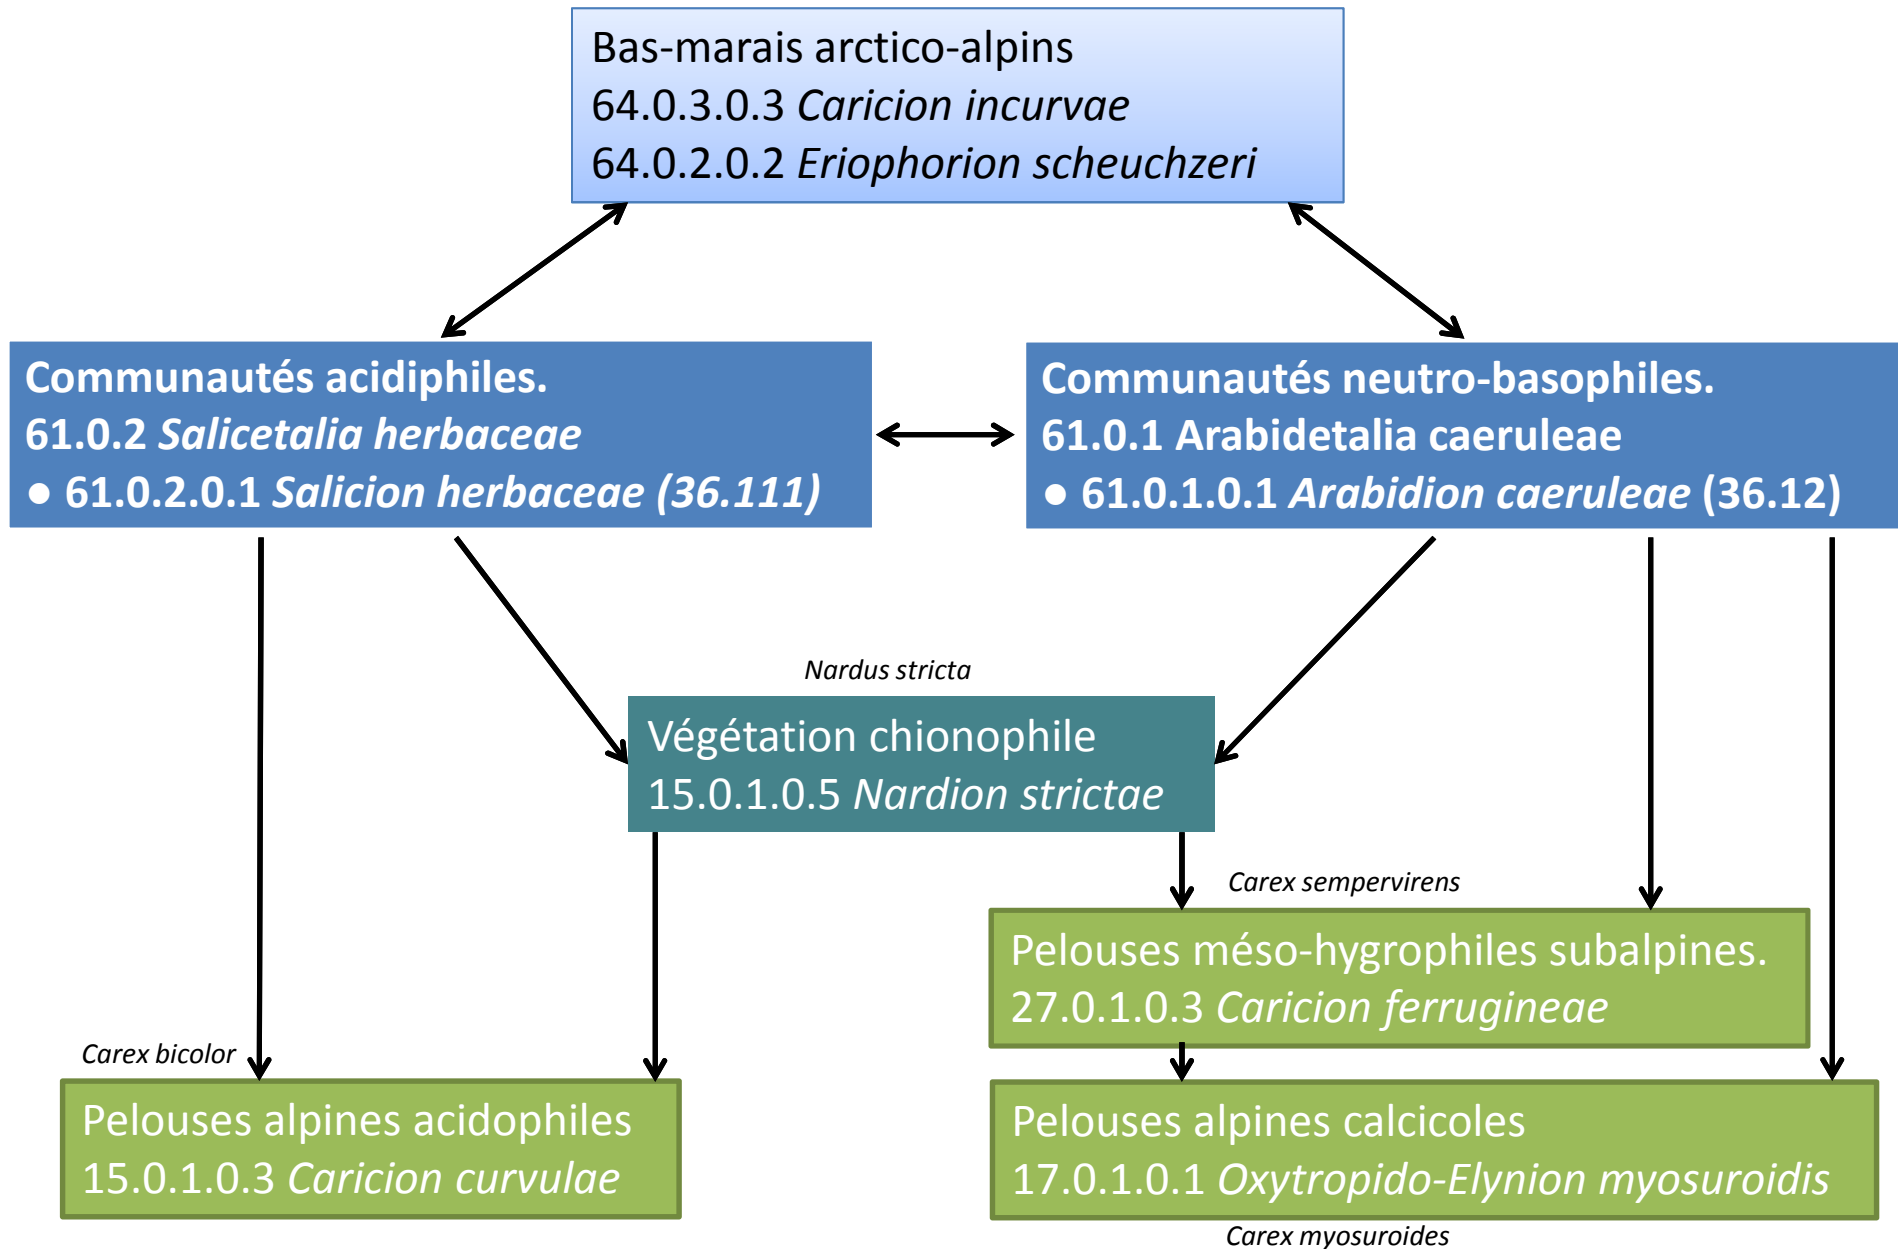 Bas-marais arctico-alpins
64.0.3.0.3 Caricion incurvae
64.0.2.0.2 Eriophorion scheuchzeri
Communautés acidiphiles.
61.0.2 Salicetalia herbaceae
● 61.0.2.0.1 Salicion herbaceae (36.111)
Communautés neutro-basophiles.
61.0.1 Arabidetalia caeruleae
● 61.0.1.0.1 Arabidion caeruleae (36.12)
Nardus stricta
Végétation chionophile
15.0.1.0.5 Nardion strictae
Carex sempervirens
Pelouses méso-hygrophiles subalpines.
27.0.1.0.3 Caricion ferrugineae
Carex bicolor
Pelouses alpines acidophiles
15.0.1.0.3 Caricion curvulae
Pelouses alpines calcicoles
17.0.1.0.1 Oxytropido-Elynion myosuroidis
Carex myosuroides